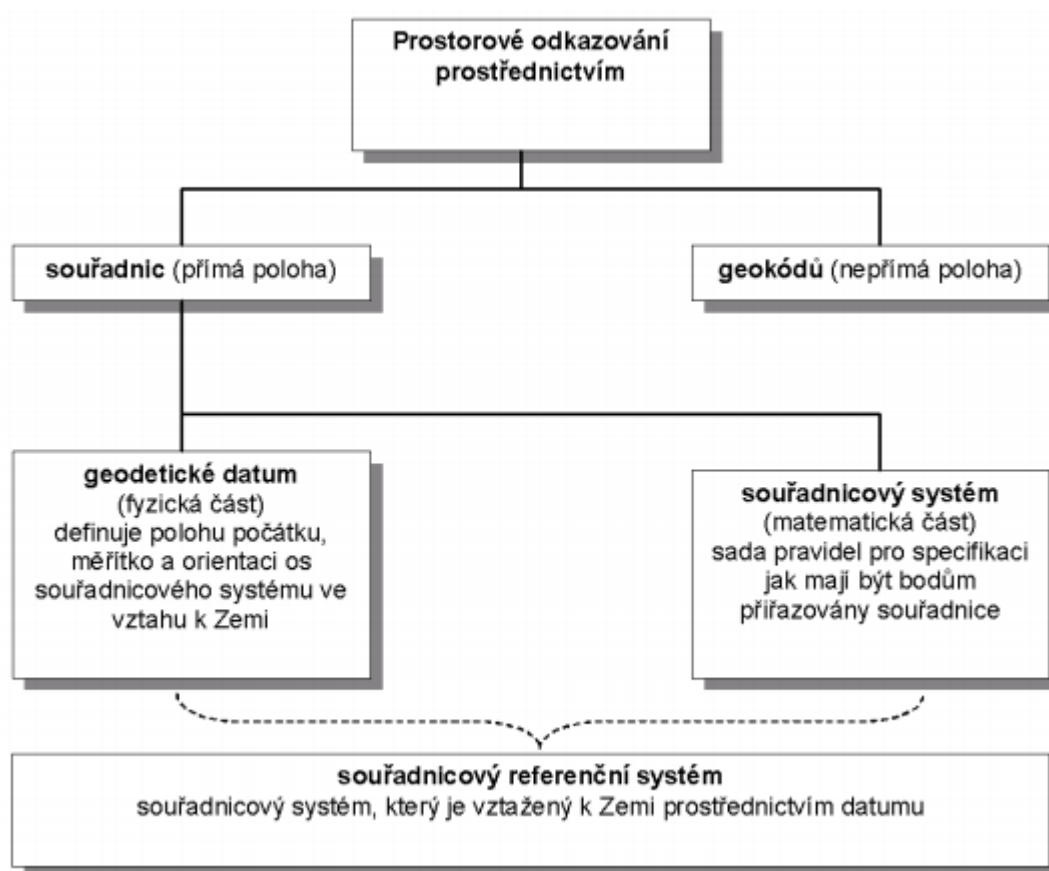 Prostorové odkazování
prostřednictvím
souřadnic (přímá poloha)
geokódů (nepřímá poloha)
geodetické datum
(fyzická část)
definuje polohu počátku,
měřítko a orientaci os
souřadnicového systému ve
vztahu k Zemi
souřadnicový systém
(matematická část)
sada pravidel pro specifikaci
jak mají být bodům
přiřazovány souřadnice
souřadnicový referenční systém
souřadnicový systém, který je vztažený k Zemi prostřednictvím datumu